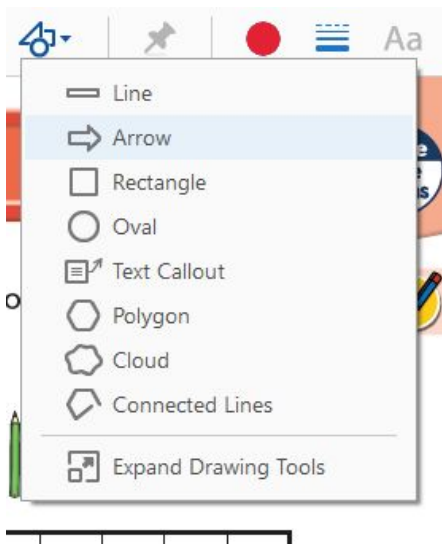 Aa
Line
Arrow
Rectangle
Oval
Text Callout
Polygon
Cloud
Connected Lines
Expand Drawing Tools